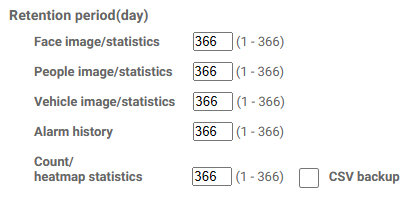 Retention period(day)
Face image/statistics 366 (1 - 366)
People image/statistics 366 (1 - 366)
Vehicle image/statistics 366 (1 - 366)
Alarm history 366 (1 - 366)
Count/
heatmap statistics 366 (1 - 366) CSV backup